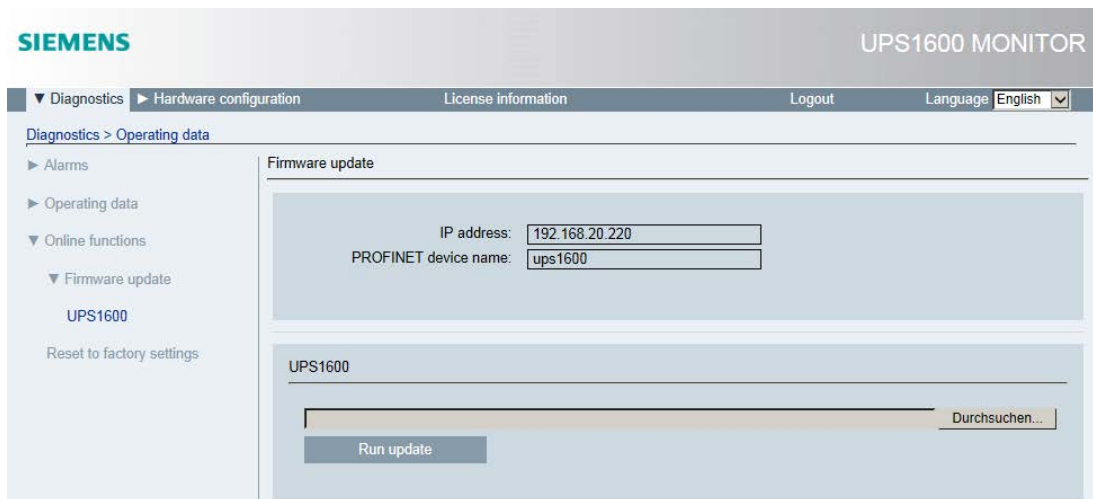 SIEMENS
UPS1600 MONITOR
▼ Diagnostics ► Hardware configuration License information Logout Language English
Diagnostics > Operating data
► Alarms
► Operating data
▼ Online functions
▼ Firmware update
UPS1600
Reset to factory settings
Firmware update
IP address: 192.168.20.220
PROFINET device name: ups1600
UPS1600
Durchsuchen...
Run update